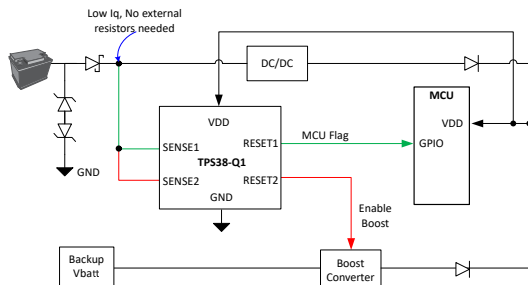 Low Iq, No external
resistors needed
DC/DC
MCU
VDD
VDD
SENSE1
RESET1
MCU Flag
GPIO
TPS38-Q1
GND
SENSE2
RESET2
GND
Enable
Boost
Backup
Vbatt
Boost
Converter